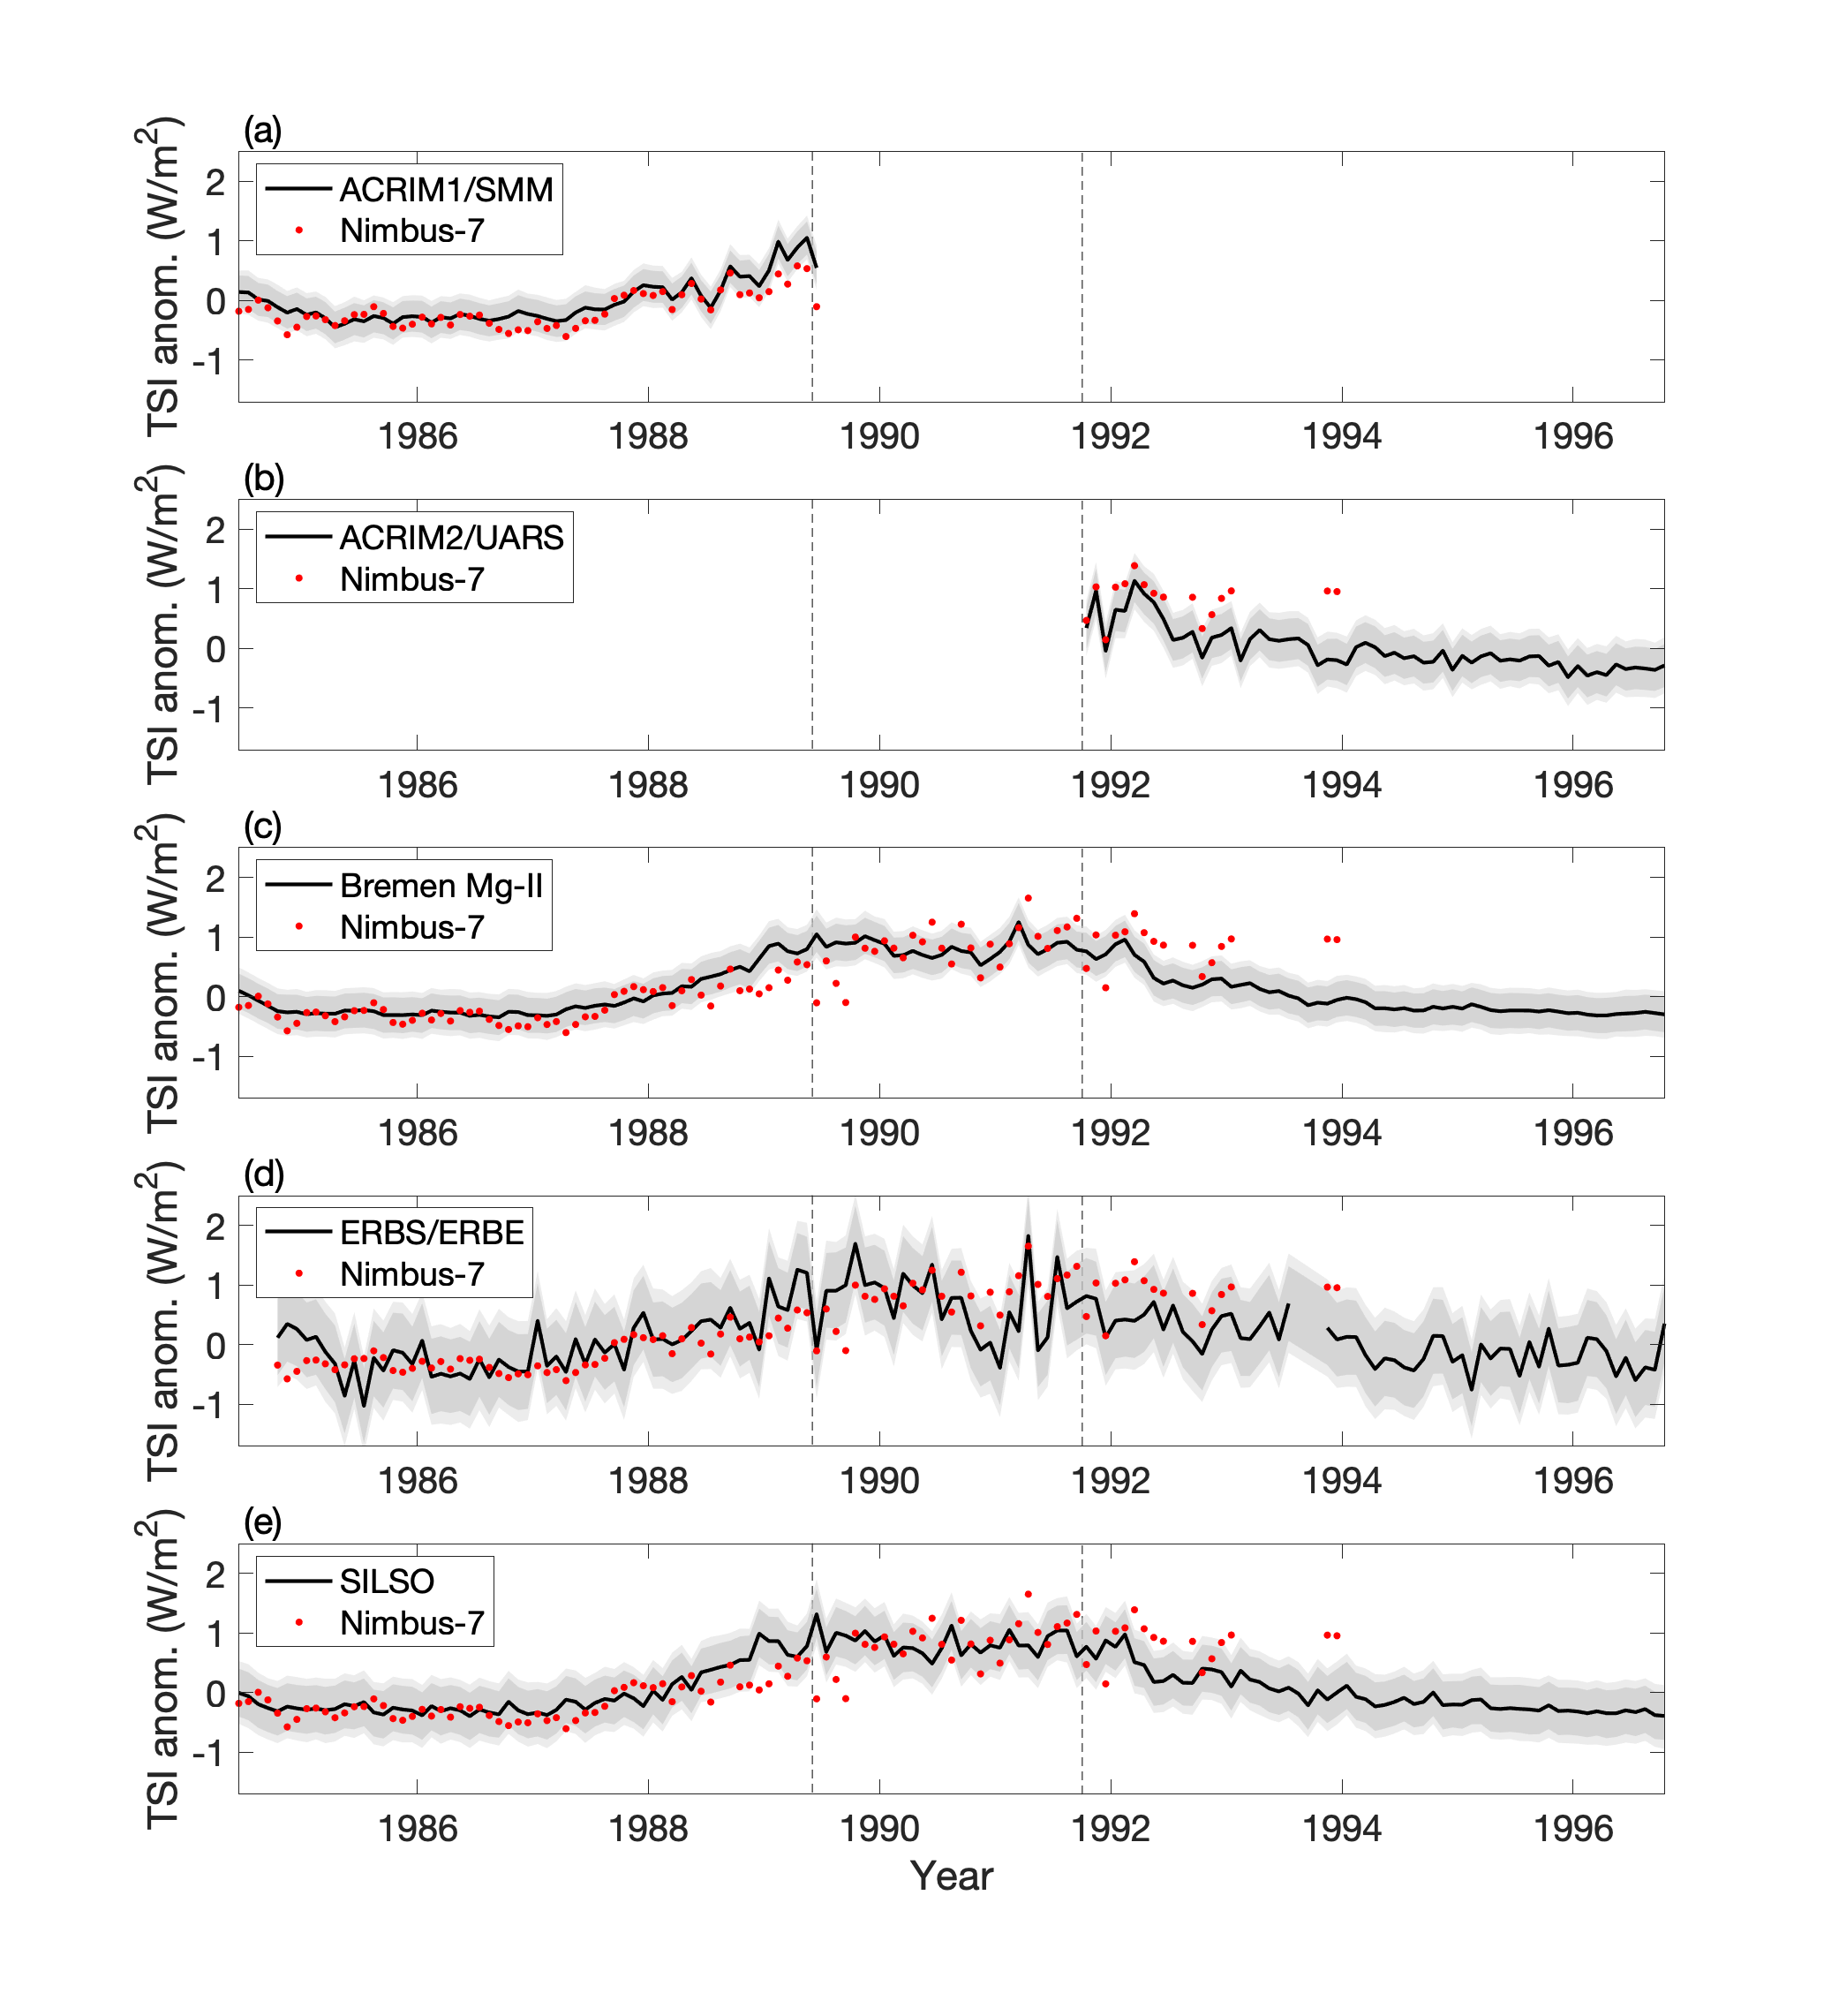 (a)
TSI anom. (W/m²)
2
1
0
-1
ACRIM1/SMM
Nimbus-7
1986 1988 1990 1992 1994 1996
(b)
TSI anom. (W/m²)
2
1
0
-1
ACRIM2/UARS
Nimbus-7
1986 1988 1990 1992 1994 1996
(c)
TSI anom. (W/m²)
2
1
0
-1
Bremen Mg-II
Nimbus-7
1986 1988 1990 1992 1994 1996
(d)
TSI anom. (W/m²)
2
1
0
-1
ERBS/ERBE
Nimbus-7
1986 1988 1990 1992 1994 1996
(e)
TSI anom. (W/m²)
2
1
0
-1
SILSO
Nimbus-7
1986 1988 1990 1992 1994 1996
Year